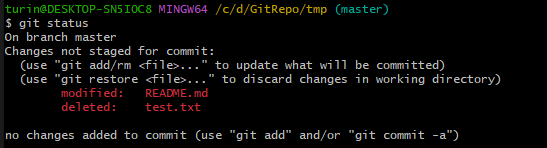 turin@DESKTOP-SN5IOC8 MINGW64 /c/d/GitRepo/tmp (master)
$ git status
On branch master
Changes not staged for commit:
  (use "git add/rm <file>..." to update what will be committed)
  (use "git restore <file>..." to discard changes in working directory)
        modified:   README.md
        deleted:    test.txt

no changes added to commit (use "git add" and/or "git commit -a")